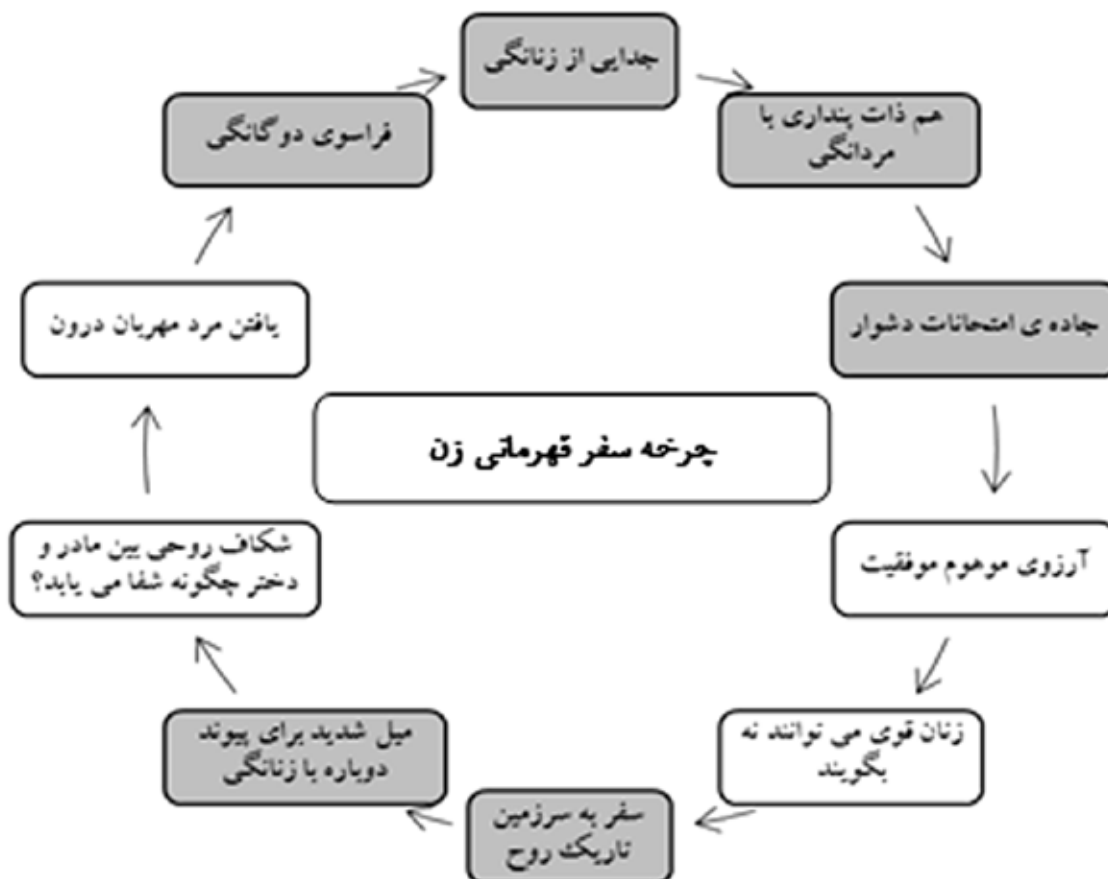 جدایی از زنانگی
هم ذات پنداری با
مردانگی
جاده ی امتحانات دشوار
آرزوی موهوم موفقیت
زنان قوی می توانند نه
بگویند
سفر به سرزمین
تاریک روح
میل شدید برای پیوند
دوباره با زنانگی
شکاف روحی بین مادر و
دختر چگونه شفا می یابد؟
یافتن مرد مهربان درون
فراسوی دوگانگی
چرخه سفر قهرمانی زن